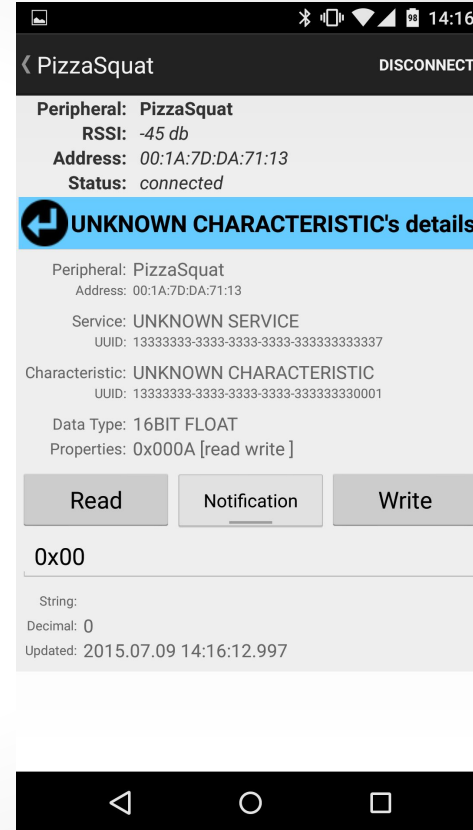 98 14:16
PizzaSquat DISCONNECT
Peripheral: PizzaSquat
RSSI: -45 db
Address: 00:1A:7D:DA:71:13
Status: connected
UNKNOWN CHARACTERISTIC's details
Peripheral: PizzaSquat
Address: 00:1A:7D:DA:71:13
Service: UNKNOWN SERVICE
UUID: 13333333-3333-3333-3333-333333333337
Characteristic: UNKNOWN CHARACTERISTIC
UUID: 13333333-3333-3333-3333-333333330001
Data Type: 16BIT FLOAT
Properties: 0x000A [read write ]
Read Notification Write
0x00
String:
Decimal: 0
Updated: 2015.07.09 14:16:12.997